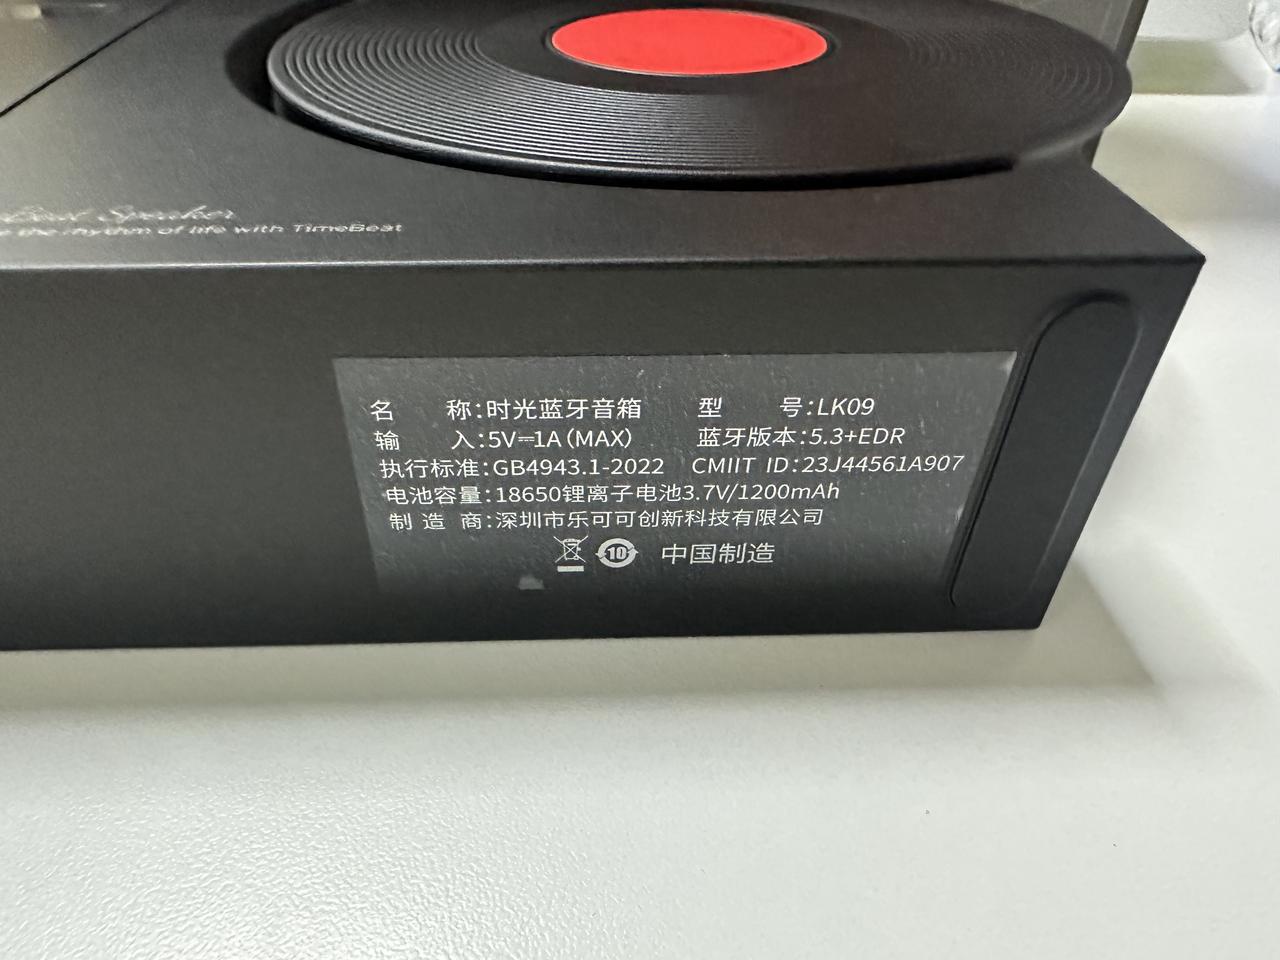 Speaker
the rhythm of life with TimeBeat
名 称:时光蓝牙音箱 型 号:LK09
输 入:5V⎓1A(MAX) 蓝牙版本:5.3+EDR
执行标准:GB4943.1-2022 CMIIT ID:23J44561A907
电池容量:18650锂离子电池3.7V/1200mAh
制 造 商:深圳市乐可可创新科技有限公司
10 中国制造